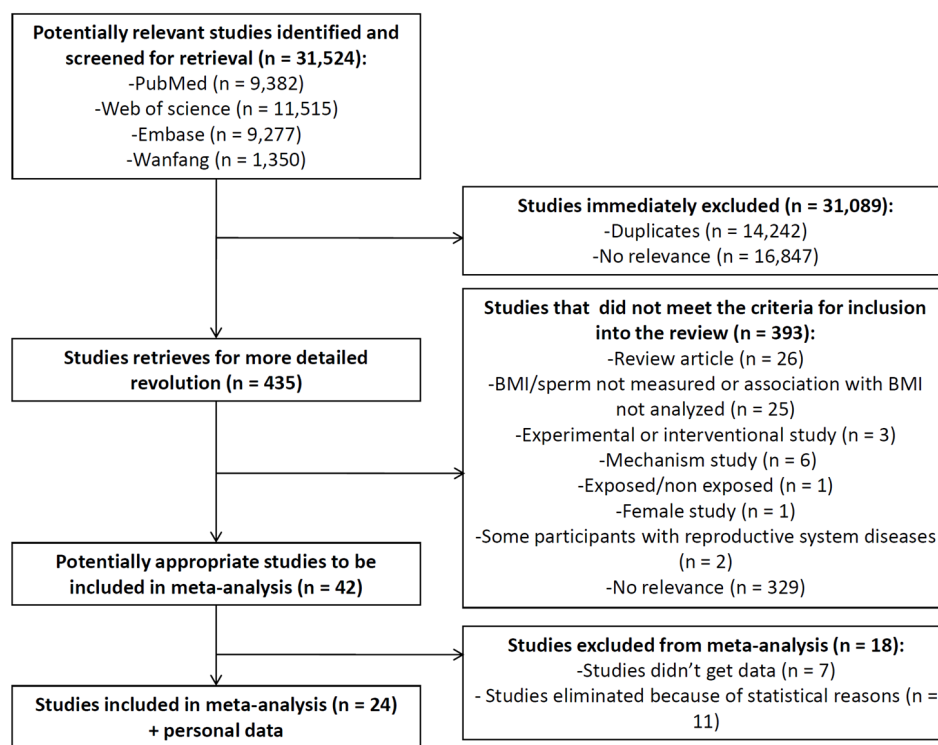 Potentially relevant studies identified and
screened for retrieval (n = 31,524):
-PubMed (n = 9,382)
-Web of science (n = 11,515)
-Embase (n = 9,277)
-Wanfang (n = 1,350)
Studies immediately excluded (n = 31,089):
-Duplicates (n = 14,242)
-No relevance (n = 16,847)
Studies retrieves for more detailed
revolution (n = 435)
Studies that did not meet the criteria for inclusion
into the review (n = 393):
-Review article (n = 26)
-BMI/sperm not measured or association with BMI
not analyzed (n = 25)
-Experimental or interventional study (n = 3)
-Mechanism study (n = 6)
-Exposed/non exposed (n = 1)
-Female study (n = 1)
-Some participants with reproductive system diseases
(n = 2)
-No relevance (n = 329)
Potentially appropriate studies to be
included in meta-analysis (n = 42)
Studies excluded from meta-analysis (n = 18):
-Studies didn't get data (n = 7)
- Studies eliminated because of statistical reasons (n =
11)
Studies included in meta-analysis (n = 24)
+ personal data